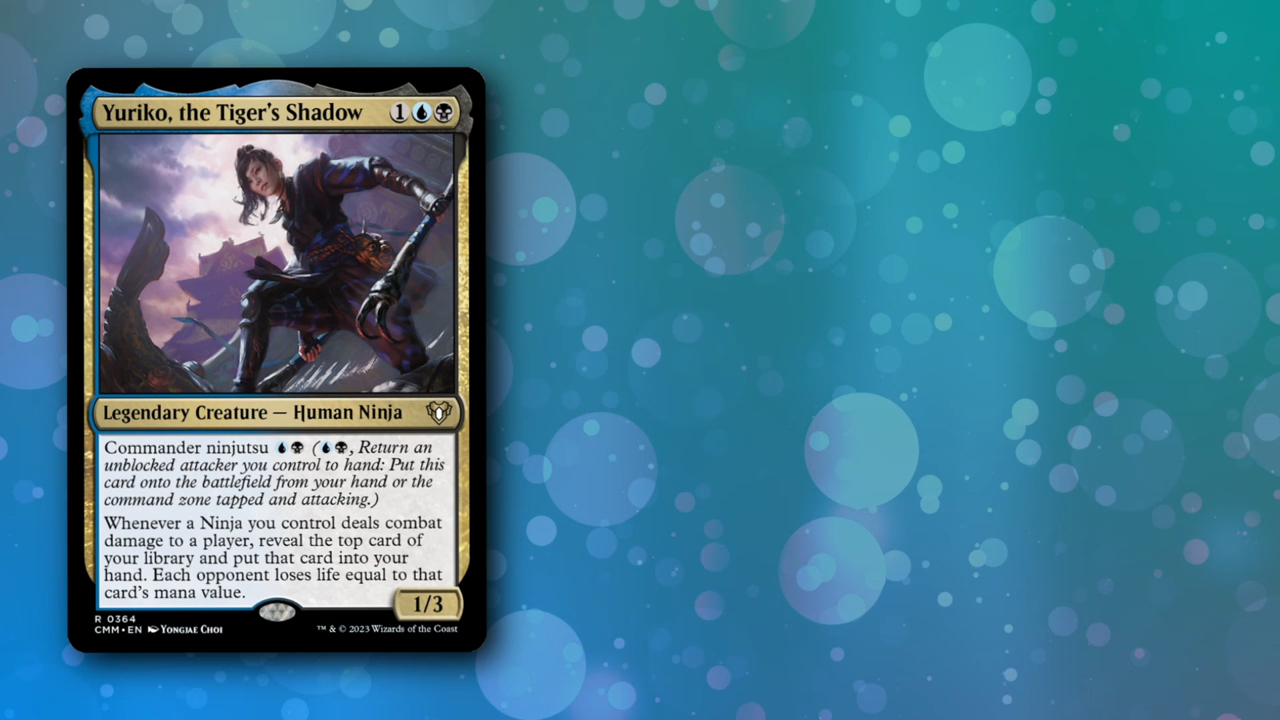 Yuriko, the Tiger's Shadow 1
Legendary Creature — Human Ninja
Commander ninjutsu (, Return an
unblocked attacker you control to hand: Put this
card onto the battlefield from your hand or the
command zone tapped and attacking.)
Whenever a Ninja you control deals combat
damage to a player, reveal the top card of
your library and put that card into your
hand. Each opponent loses life equal to that
card's mana value.
1/3
R 0364
CMM • EN Yongjae Choi
™ & © 2023 Wizards of the Coast